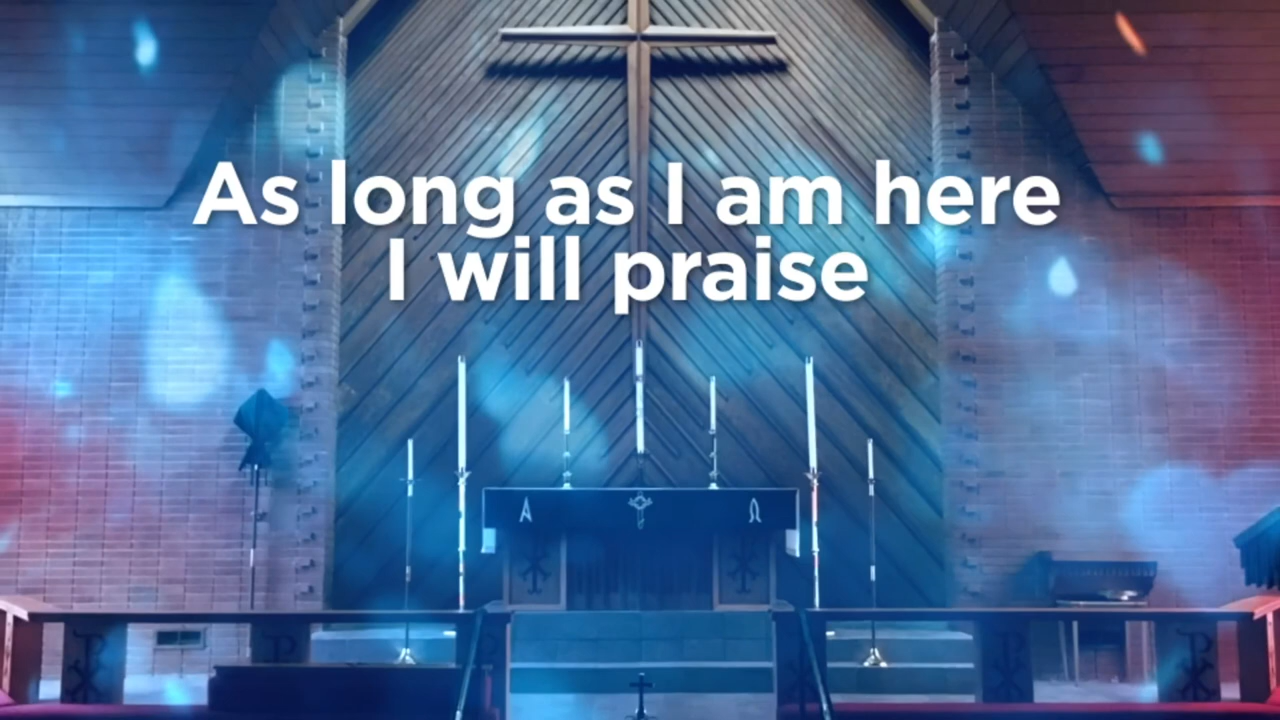 As long as I am here
I will praise
Α Ω